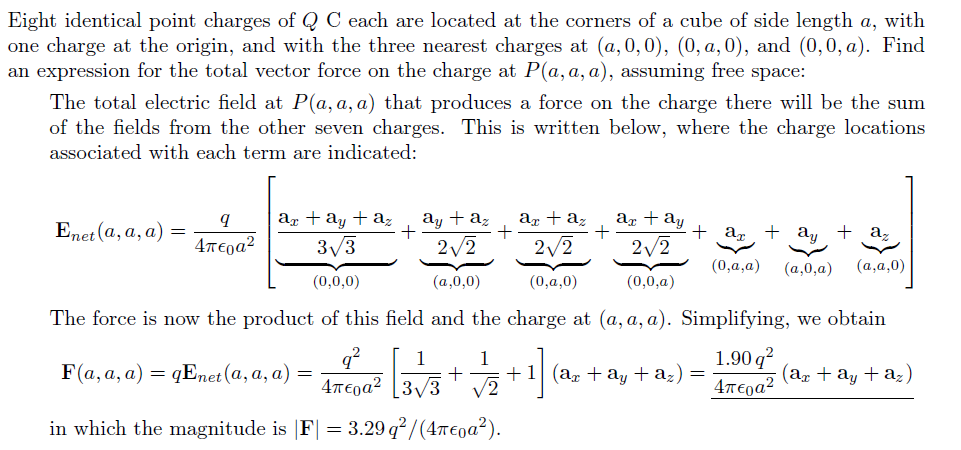 Eight identical point charges of Q C each are located at the corners of a cube of side length a, with
one charge at the origin, and with the three nearest charges at (a, 0, 0), (0, a, 0), and (0, 0, a). Find
an expression for the total vector force on the charge at P(a, a, a), assuming free space:
The total electric field at P(a, a, a) that produces a force on the charge there will be the sum
of the fields from the other seven charges. This is written below, where the charge locations
associated with each term are indicated:
$\mathbf{E}_{net}(a,a,a) = \frac{q}{4\pi\epsilon_0 a^2} \left[ \underbrace{\frac{\mathbf{a}_x + \mathbf{a}_y + \mathbf{a}_z}{3\sqrt{3}}}_{(0,0,0)} + \underbrace{\frac{\mathbf{a}_y + \mathbf{a}_z}{2\sqrt{2}}}_{(a,0,0)} + \underbrace{\frac{\mathbf{a}_x + \mathbf{a}_z}{2\sqrt{2}}}_{(0,a,0)} + \underbrace{\frac{\mathbf{a}_x + \mathbf{a}_y}{2\sqrt{2}}}_{(0,0,a)} + \underbrace{\mathbf{a}_x}_{(0,a,a)} + \underbrace{\mathbf{a}_y}_{(a,0,a)} + \underbrace{\mathbf{a}_z}_{(a,a,0)} \right]$
The force is now the product of this field and the charge at (a, a, a). Simplifying, we obtain
$\mathbf{F}(a,a,a) = q\mathbf{E}_{net}(a,a,a) = \frac{q^2}{4\pi\epsilon_0 a^2} \left[ \frac{1}{3\sqrt{3}} + \frac{1}{\sqrt{2}} + 1 \right] (\mathbf{a}_x + \mathbf{a}_y + \mathbf{a}_z) = \underline{\frac{1.90\, q^2}{4\pi\epsilon_0 a^2} (\mathbf{a}_x + \mathbf{a}_y + \mathbf{a}_z)}$
in which the magnitude is |F| = 3.29 q²/(4πϵ₀a²).